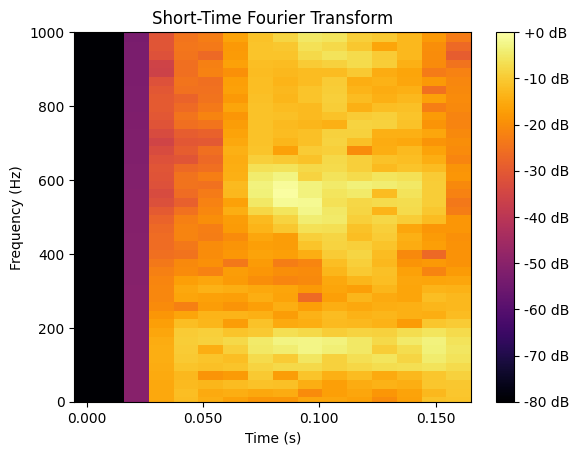 Short-Time Fourier Transform
1000
800
600
400
200
0
Frequency (Hz)
0.000
0.050
0.100
0.150
Time (s)
+0 dB
-10 dB
-20 dB
-30 dB
-40 dB
-50 dB
-60 dB
-70 dB
-80 dB